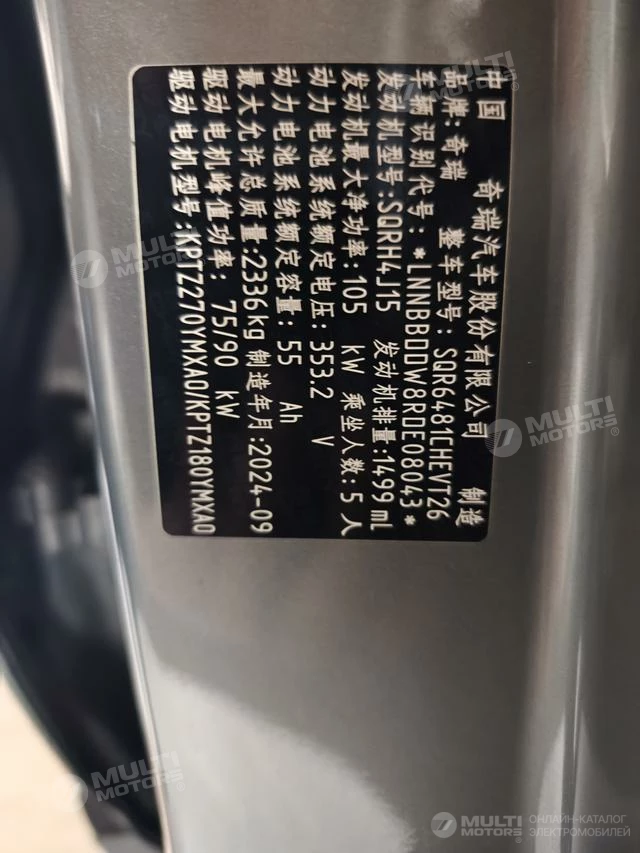 中国 奇瑞汽车股份有限公司 制造
品牌:奇瑞 整车型号:SQR6481CHEVT26
车辆识别代号:*LNNBBDDW8RDE08043*
发动机型号:SQRH4J15 发动机排量:1499 mL
发动机最大净功率:105 kW 乘坐人数:5人
动力电池系统额定电压:353.2 V
动力电池系统额定容量:55 Ah
最大允许总质量:2336kg 制造年月:2024-09
驱动电机峰值功率: 75/90 kW
驱动电机型号:KPTZ270YMXA0/KPTZ180YMXA0
MULTI MOTORS
MULTI MOTORS
MULTI MOTORS
MULTI MOTORS
MULTI MOTORS
ОНЛАЙН-КАТАЛОГ
ЭЛЕКТРОМОБИЛЕЙ